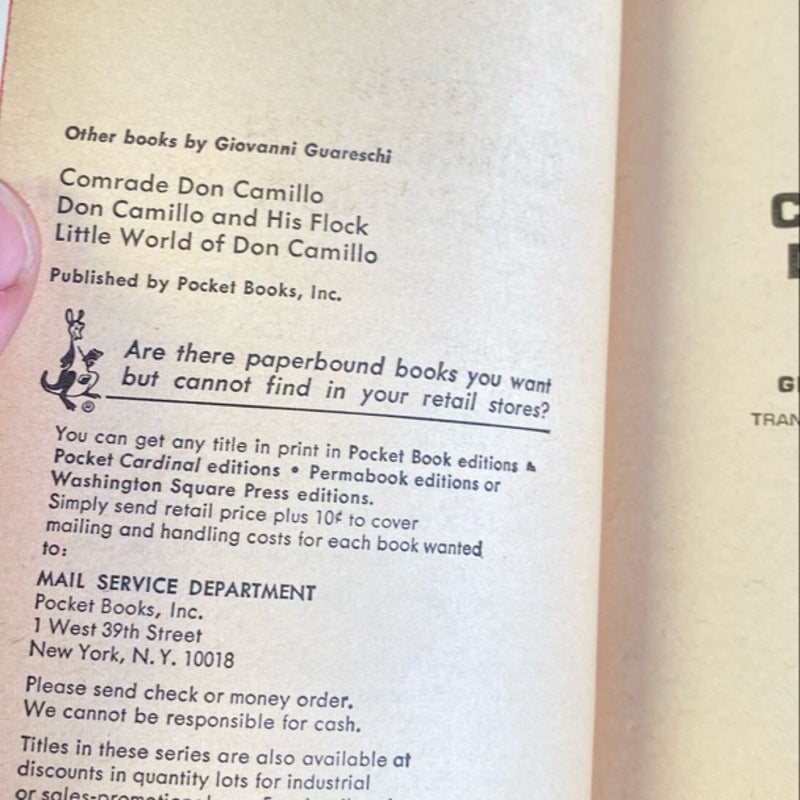 Other books by Giovanni Guareschi
Comrade Don Camillo
Don Camillo and His Flock
Little World of Don Camillo
Published by Pocket Books, Inc.
Are there paperbound books you want
but cannot find in your retail stores?
®
You can get any title in print in Pocket Book editions •
Pocket Cardinal editions • Permabook editions or
Washington Square Press editions.
Simply send retail price plus 10¢ to cover
mailing and handling costs for each book wanted
to:
MAIL SERVICE DEPARTMENT
Pocket Books, Inc.
1 West 39th Street
New York, N. Y. 10018
Please send check or money order.
We cannot be responsible for cash.
Titles in these series are also available at
discounts in quantity lots for industrial
or sales-promotional
C
G
TRAN